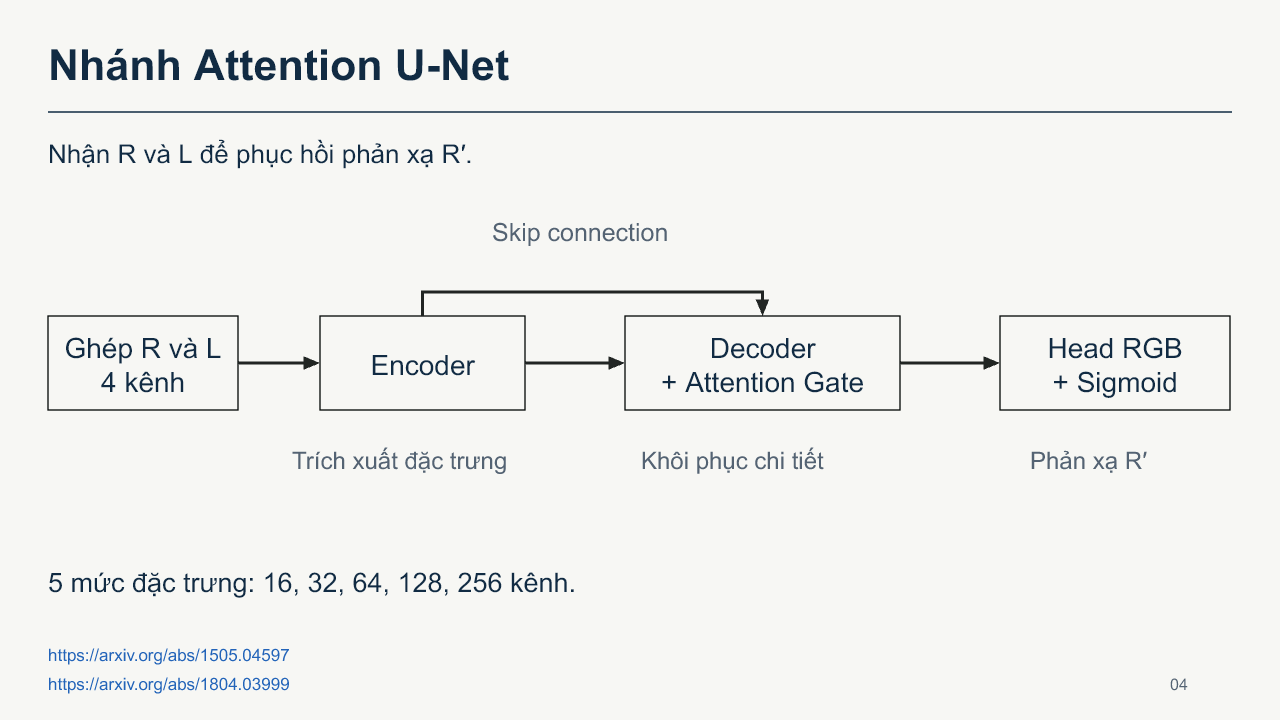 Nhánh Attention U-Net
Nhận R và L để phục hồi phản xạ R′.
Skip connection
Ghép R và L
4 kênh
Encoder
Decoder
+ Attention Gate
Head RGB
+ Sigmoid
Trích xuất đặc trưng
Khôi phục chi tiết
Phản xạ R′
5 mức đặc trưng: 16, 32, 64, 128, 256 kênh.
https://arxiv.org/abs/1505.04597
https://arxiv.org/abs/1804.03999
04